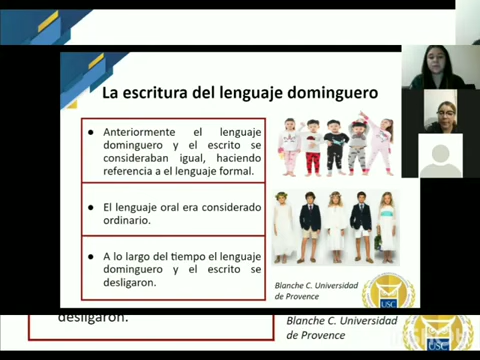 La escritura del lenguaje dominguero
● Anteriormente el lenguaje
dominguero y el escrito se
consideraban igual, haciendo
referencia a el lenguaje formal.
● El lenguaje oral era considerado
ordinario.
● A lo largo del tiempo el lenguaje
dominguero y el escrito se
desligaron.
Blanche C. Universidad
de Provence
USC
desligaron.
Blanche C. Universidad
de Provence
USC